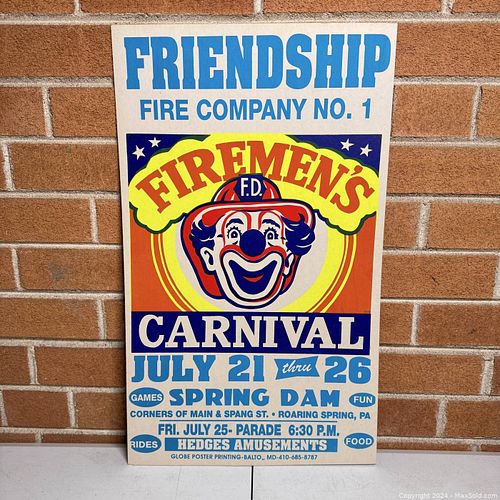 FRIENDSHIP
FIRE COMPANY NO. 1
FIREMEN'S
F.D.
CARNIVAL
JULY 21 thru 26
GAMES SPRING DAM FUN
CORNERS OF MAIN & SPANG ST. • ROARING SPRING, PA
FRI. JULY 25- PARADE 6:30 P.M.
RIDES HEDGES AMUSEMENTS FOOD
GLOBE POSTER PRINTING-BALTO., MD-410-685-8787
Copyright © 2024 - MaxSold.com